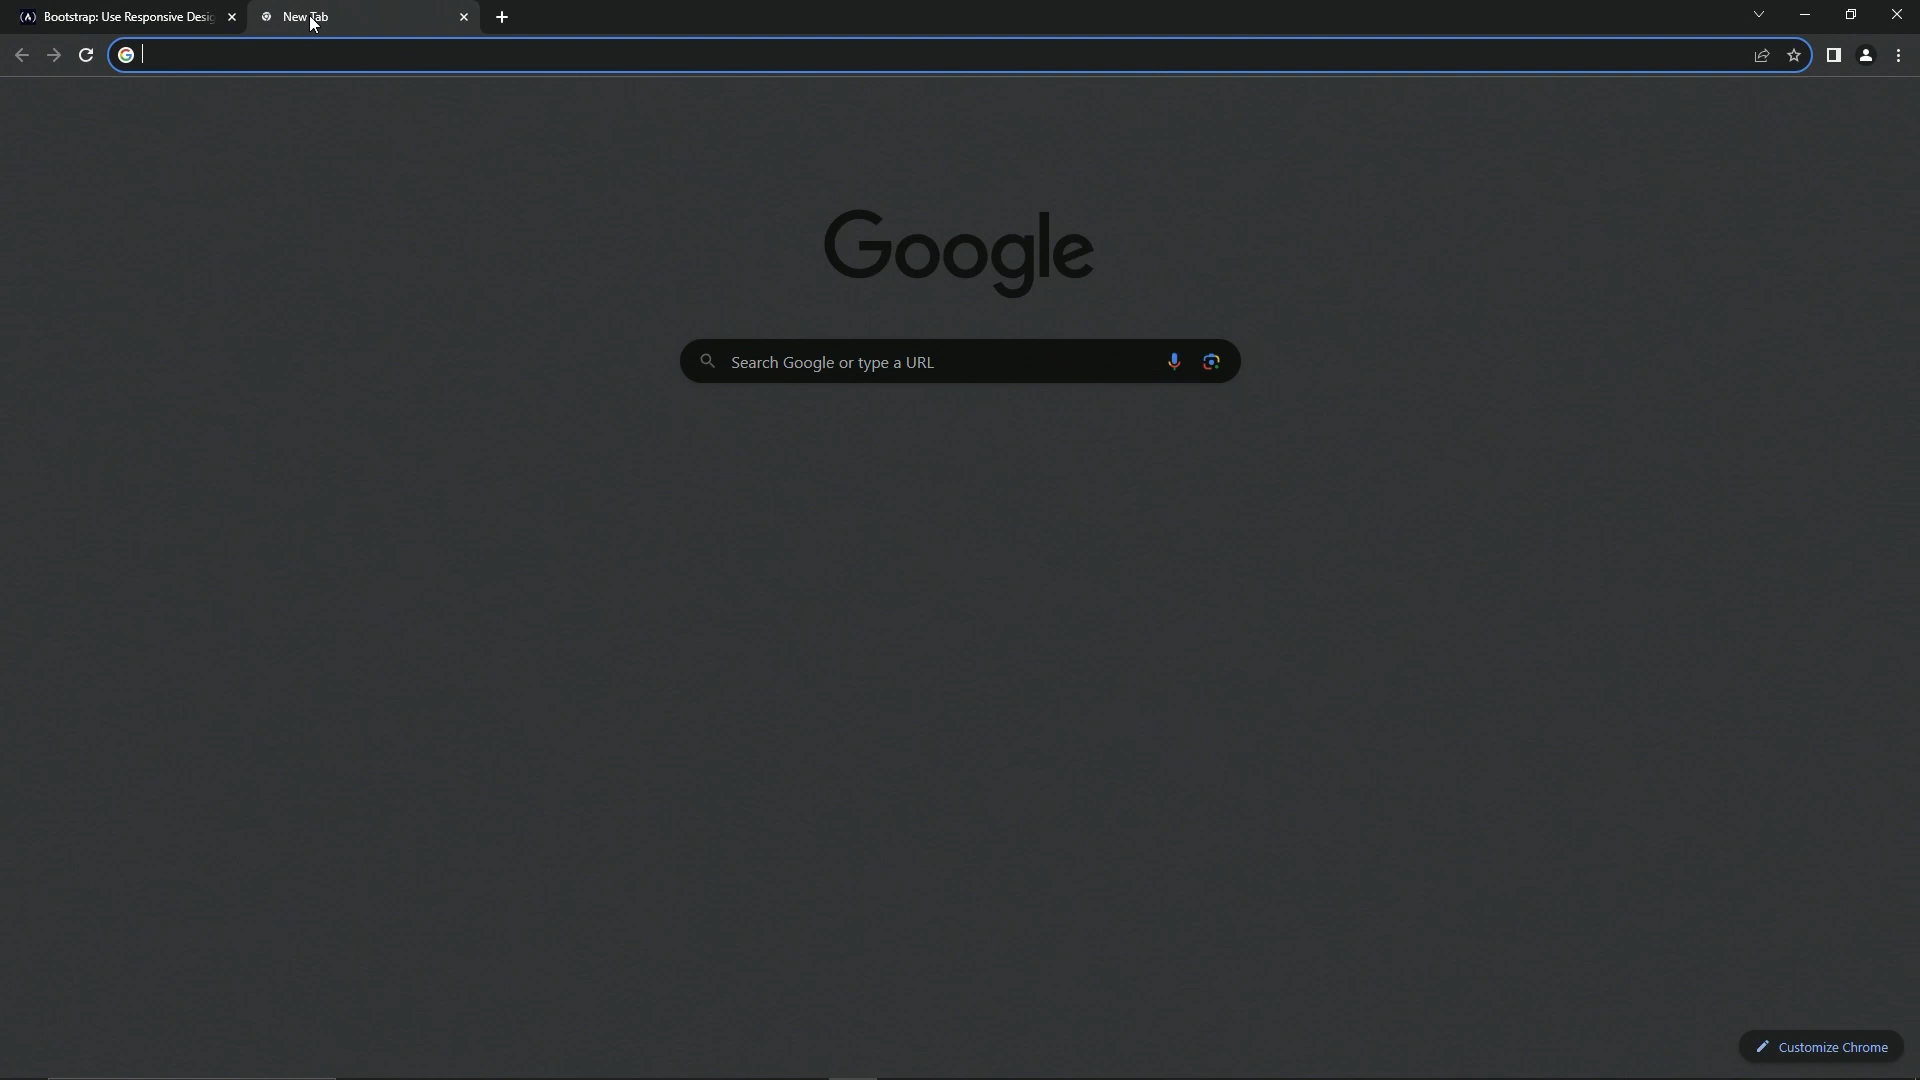 Bootstrap: Use Responsive Desig
New Tab
Google
Search Google or type a URL
Customize Chrome